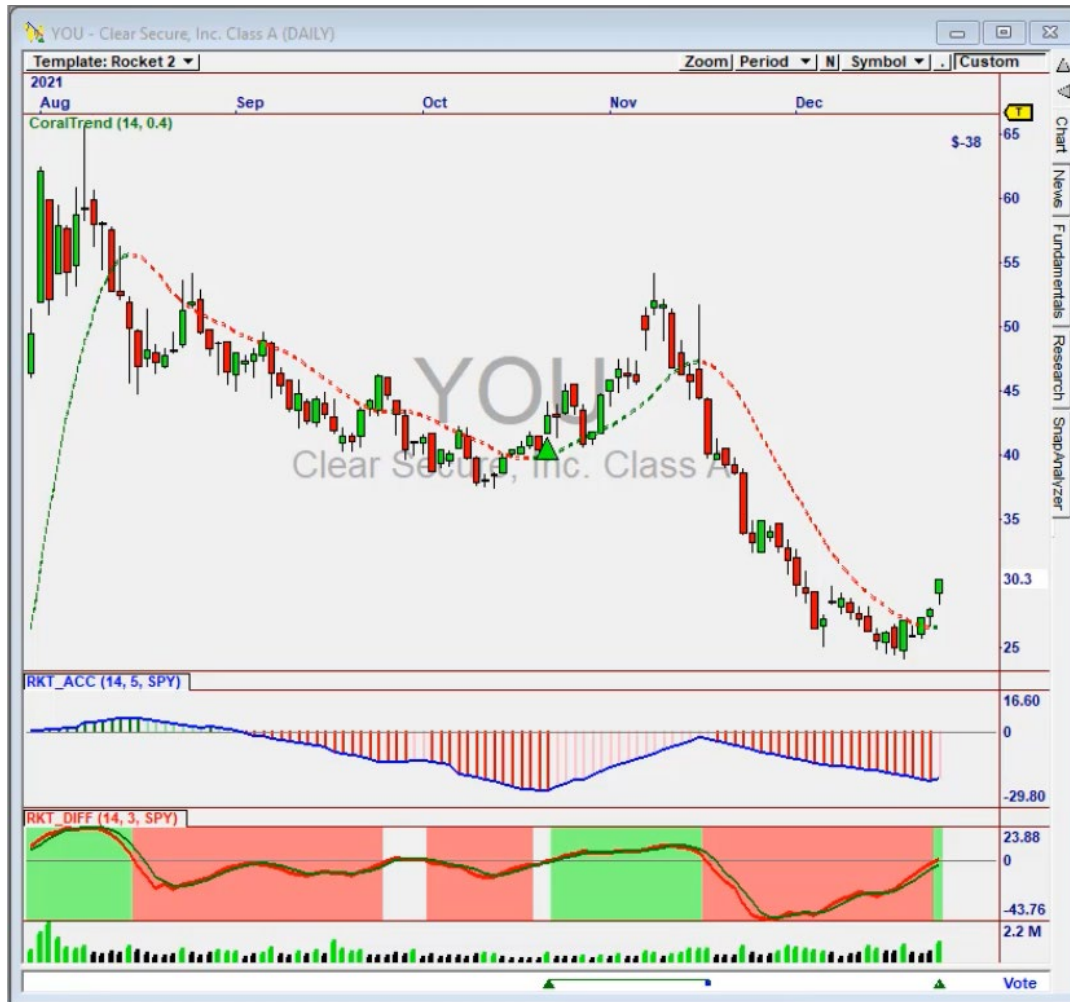 YOU - Clear Secure, Inc. Class A (DAILY)
Template: Rocket 2 Zoom Period N Symbol . Custom
2021
Aug Sep Oct Nov Dec
CoralTrend (14, 0.4)
T
$-38
65
60
55
50
45
40
35
30.3
25
YOU
Clear Secure, Inc. Class A
RKT_ACC (14, 5, SPY)
16.60
0
-29.80
RKT_DIFF (14, 3, SPY)
23.88
0
-43.76
2.2 M
Vote
Chart
News
Fundamentals
Research
SnapAnalyzer